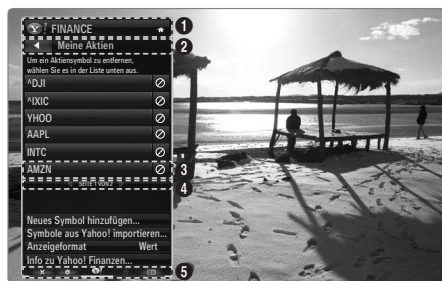 FINANCE
1
Meine Aktien
2
Um ein Aktiensymbol zu entfernen,
wählen Sie es in der Liste unten aus.
^DJI
^IXIC
YHOO
AAPL
INTC
AMZN
3
SEITE 1 VON 2
4
Neues Symbol hinzufügen...
Symbole aus Yahoo! importieren...
Anzeigeformat Wert
Info zu Yahoo! Finanzen...
5